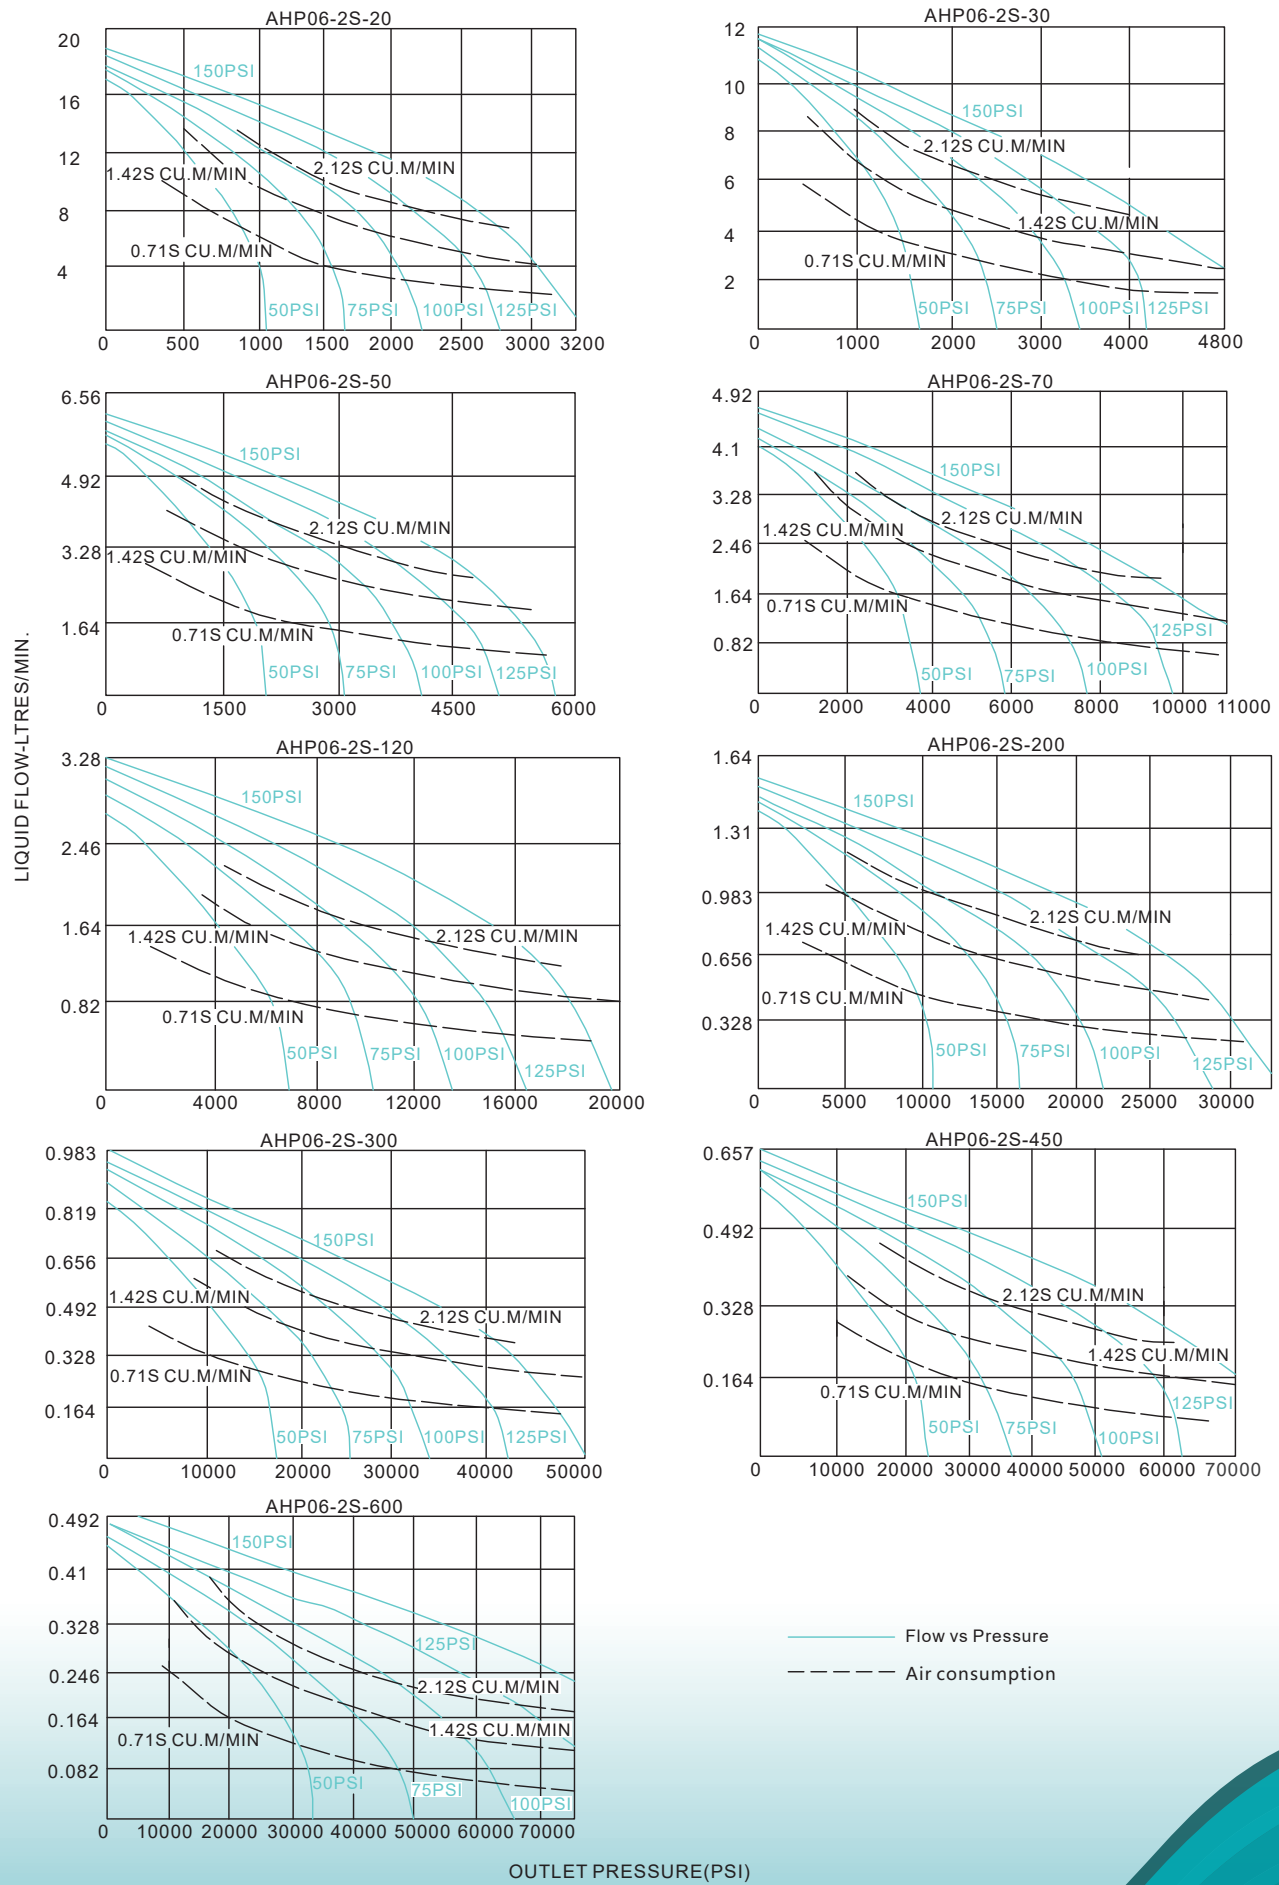 AHP06-2S-20
20
16
12
8
4
150PSI
2.12S CU.M/MIN
1.42S CU.M/MIN
0.71S CU.M/MIN
50PSI 75PSI 100PSI 125PSI
0 500 1000 1500 2000 2500 3000 3200
AHP06-2S-30
12
10
8
6
4
2
150PSI
2.12S CU.M/MIN
1.42S CU.M/MIN
0.71S CU.M/MIN
50PSI 75PSI 100PSI 125PSI
0 1000 2000 3000 4000 4800
AHP06-2S-50
6.56
4.92
3.28
1.64
150PSI
2.12S CU.M/MIN
1.42S CU.M/MIN
0.71S CU.M/MIN
50PSI 75PSI 100PSI 125PSI
0 1500 3000 4500 6000
AHP06-2S-70
4.92
4.1
3.28
2.46
1.64
0.82
150PSI
2.12S CU.M/MIN
1.42S CU.M/MIN
0.71S CU.M/MIN
125PSI
50PSI 75PSI 100PSI
0 2000 4000 6000 8000 10000 11000
LIQUID FLOW-LTRES/MIN.
AHP06-2S-120
3.28
2.46
1.64
0.82
150PSI
1.42S CU.M/MIN 2.12S CU.M/MIN
0.71S CU.M/MIN
50PSI 75PSI 100PSI 125PSI
0 4000 8000 12000 16000 20000
AHP06-2S-200
1.64
1.31
0.983
0.656
0.328
150PSI
2.12S CU.M/MIN
1.42S CU.M/MIN
0.71S CU.M/MIN
50PSI 75PSI 100PSI 125PSI
0 5000 10000 15000 20000 25000 30000
AHP06-2S-300
0.983
0.819
0.656
0.492
0.328
0.164
150PSI
1.42S CU.M/MIN
2.12S CU.M/MIN
0.71S CU.M/MIN
50PSI 75PSI 100PSI 125PSI
0 10000 20000 30000 40000 50000
AHP06-2S-450
0.657
0.492
0.328
0.164
150PSI
2.12S CU.M/MIN
1.42S CU.M/MIN
0.71S CU.M/MIN
125PSI
50PSI 75PSI 100PSI
0 10000 20000 30000 40000 50000 60000 70000
AHP06-2S-600
0.492
0.41
0.328
0.246
0.164
0.082
150PSI
125PSI
2.12S CU.M/MIN
1.42S CU.M/MIN
0.71S CU.M/MIN
50PSI 75PSI 100PSI
0 10000 20000 30000 40000 50000 60000 70000
Flow vs Pressure
Air consumption
OUTLET PRESSURE(PSI)